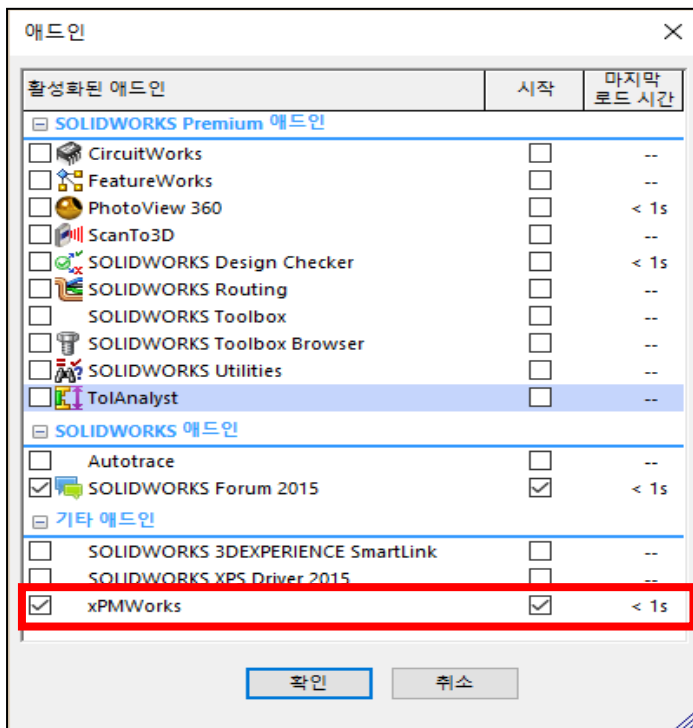 애드인
활성화된 애드인 시작 마지막 로드 시간
SOLIDWORKS Premium 애드인
CircuitWorks --
FeatureWorks --
PhotoView 360 < 1s
ScanTo3D --
SOLIDWORKS Design Checker < 1s
SOLIDWORKS Routing --
SOLIDWORKS Toolbox --
SOLIDWORKS Toolbox Browser --
SOLIDWORKS Utilities --
TolAnalyst --
SOLIDWORKS 애드인
Autotrace --
SOLIDWORKS Forum 2015 < 1s
기타 애드인
SOLIDWORKS 3DEXPERIENCE SmartLink --
SOLIDWORKS XPS Driver 2015 --
xPMWorks < 1s
확인 취소